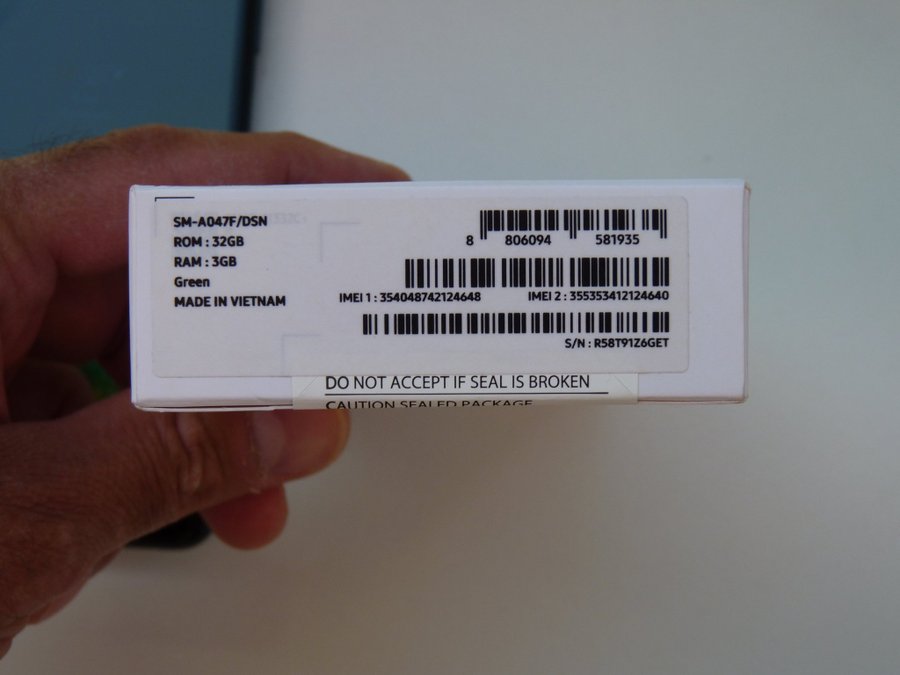 SM-A047F/DSN
ROM : 32GB
RAM : 3GB
Green
MADE IN VIETNAM
8 806094 581935
IMEI 1 : 354048742124648 IMEI 2 : 355353412124640
S/N : R58T91Z6GET
DO NOT ACCEPT IF SEAL IS BROKEN
CAUTION SEALED PACKAGE